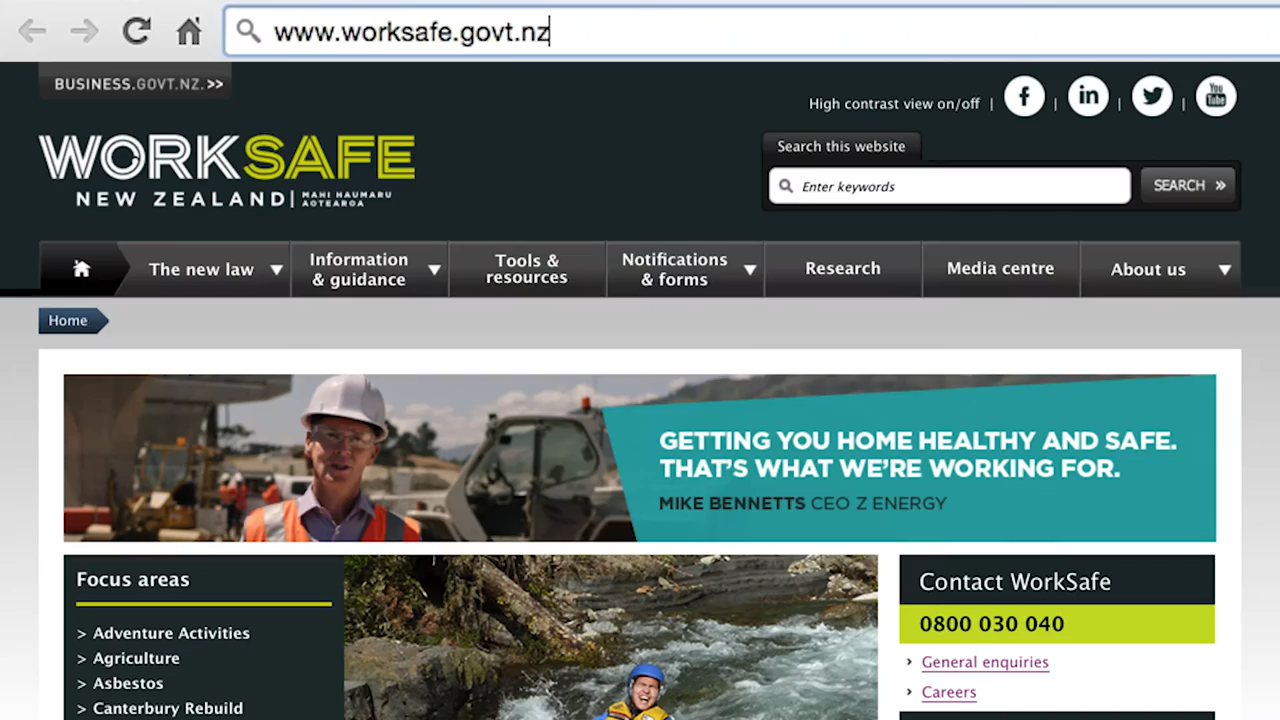 www.worksafe.govt.nz
BUSINESS.GOVT.NZ. >>
High contrast view on/off | | | |
You Tube
WORKSAFE
NEW ZEALAND | MAHI HAUMARU AOTEAROA
Search this website
Enter keywords
SEARCH »
The new law
Information & guidance
Tools & resources
Notifications & forms
Research
Media centre
About us
Home
GETTING YOU HOME HEALTHY AND SAFE.
THAT'S WHAT WE'RE WORKING FOR.
MIKE BENNETTS CEO Z ENERGY
Focus areas
> Adventure Activities
> Agriculture
> Asbestos
> Canterbury Rebuild
Contact WorkSafe
0800 030 040
General enquiries
Careers